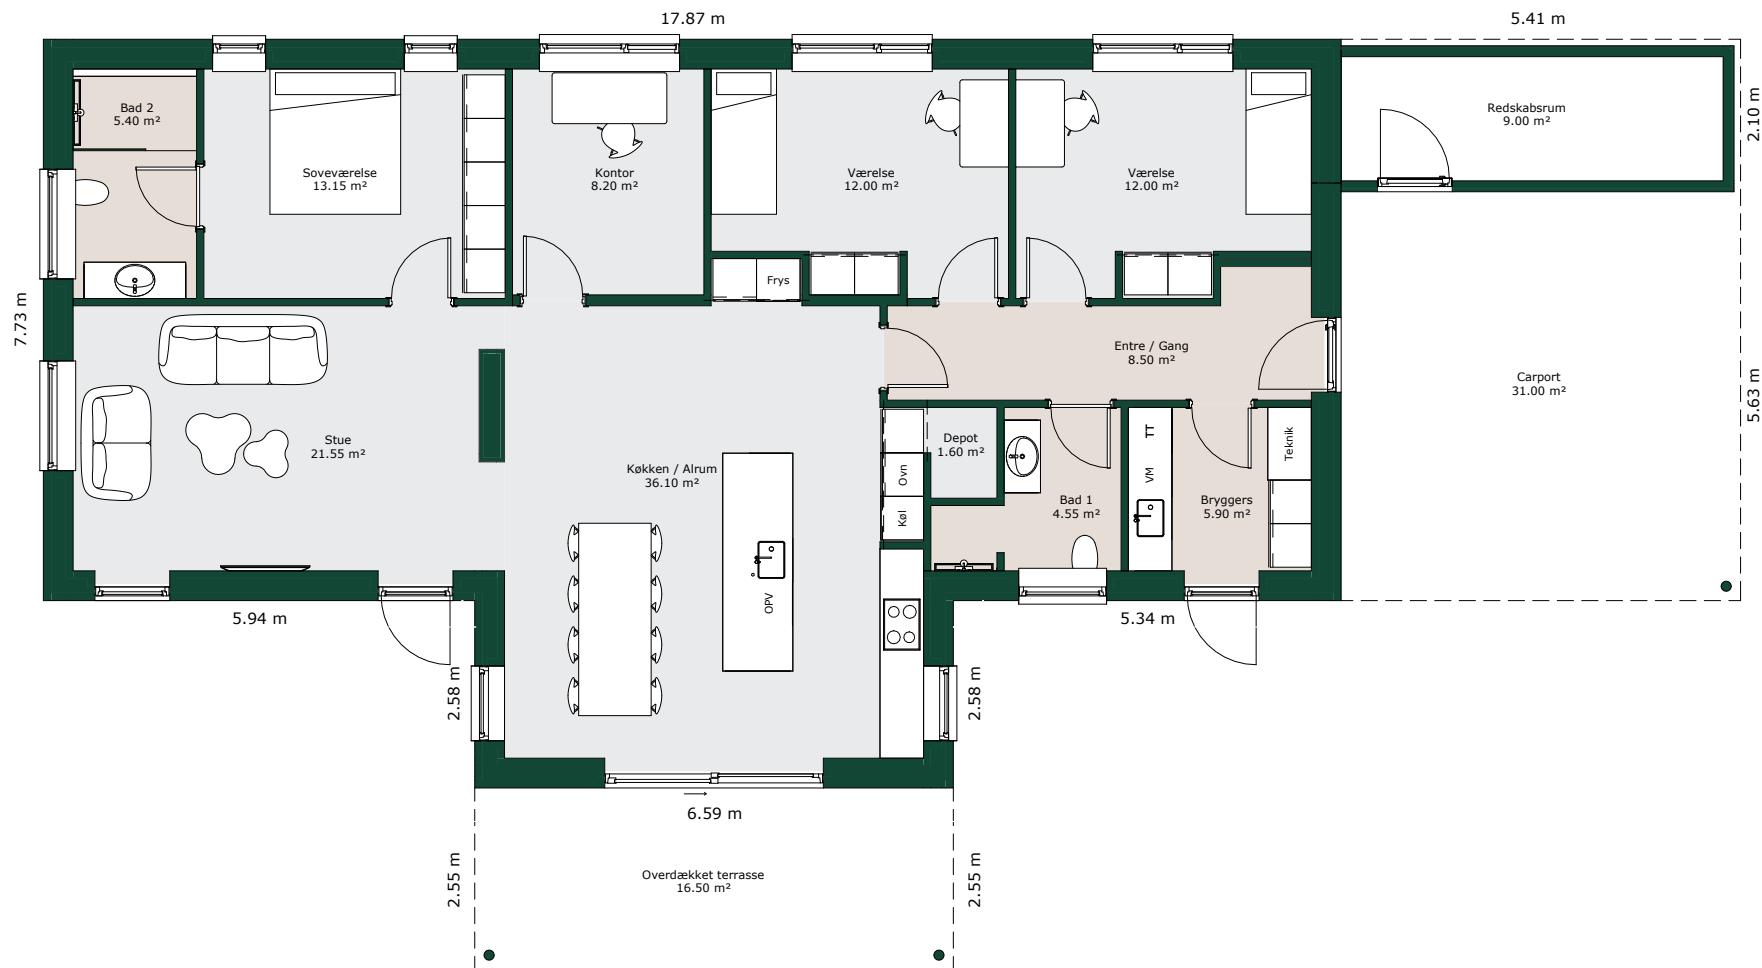 17.87 m
5.41 m
Bad 2
5.40 m²
Soveværelse
13.15 m²
Kontor
8.20 m²
Værelse
12.00 m²
Værelse
12.00 m²
Redskabsrum
9.00 m²
2.10 m
Frys
7.73 m
Entre / Gang
8.50 m²
Carport
31.00 m²
5.63 m
Stue
21.55 m²
Køkken / Alrum
36.10 m²
Depot
1.60 m²
Ovn
Køl
TT
VM
Teknik
Bad 1
4.55 m²
Bryggers
5.90 m²
OPV
5.94 m
5.34 m
2.58 m
2.58 m
6.59 m
Overdækket terrasse
16.50 m²
2.55 m
2.55 m